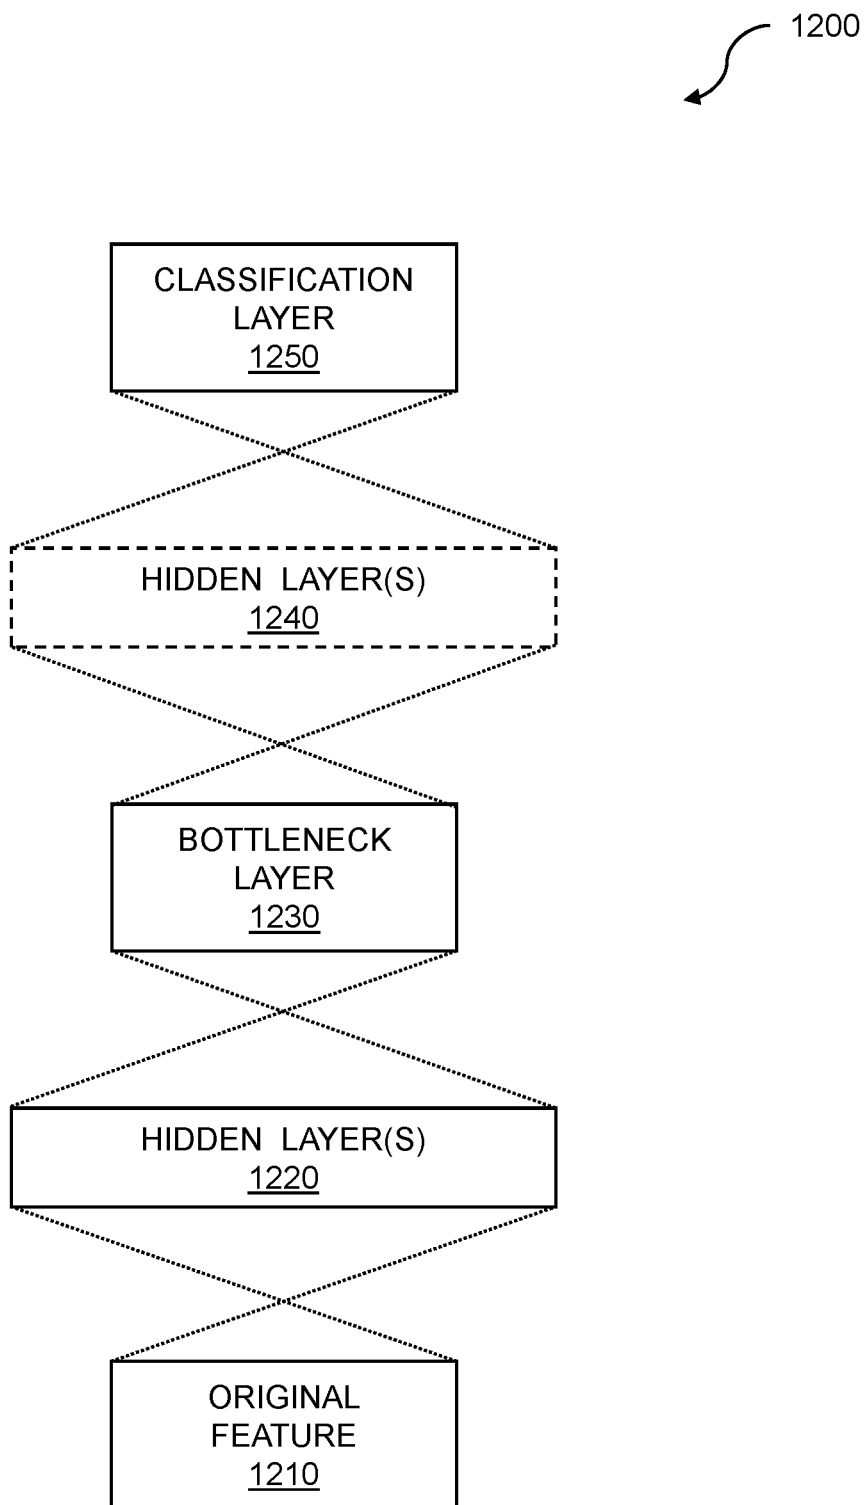 1200
CLASSIFICATION
LAYER
1250
HIDDEN LAYER(S)
1240
BOTTLENECK
LAYER
1230
HIDDEN LAYER(S)
1220
ORIGINAL
FEATURE
1210